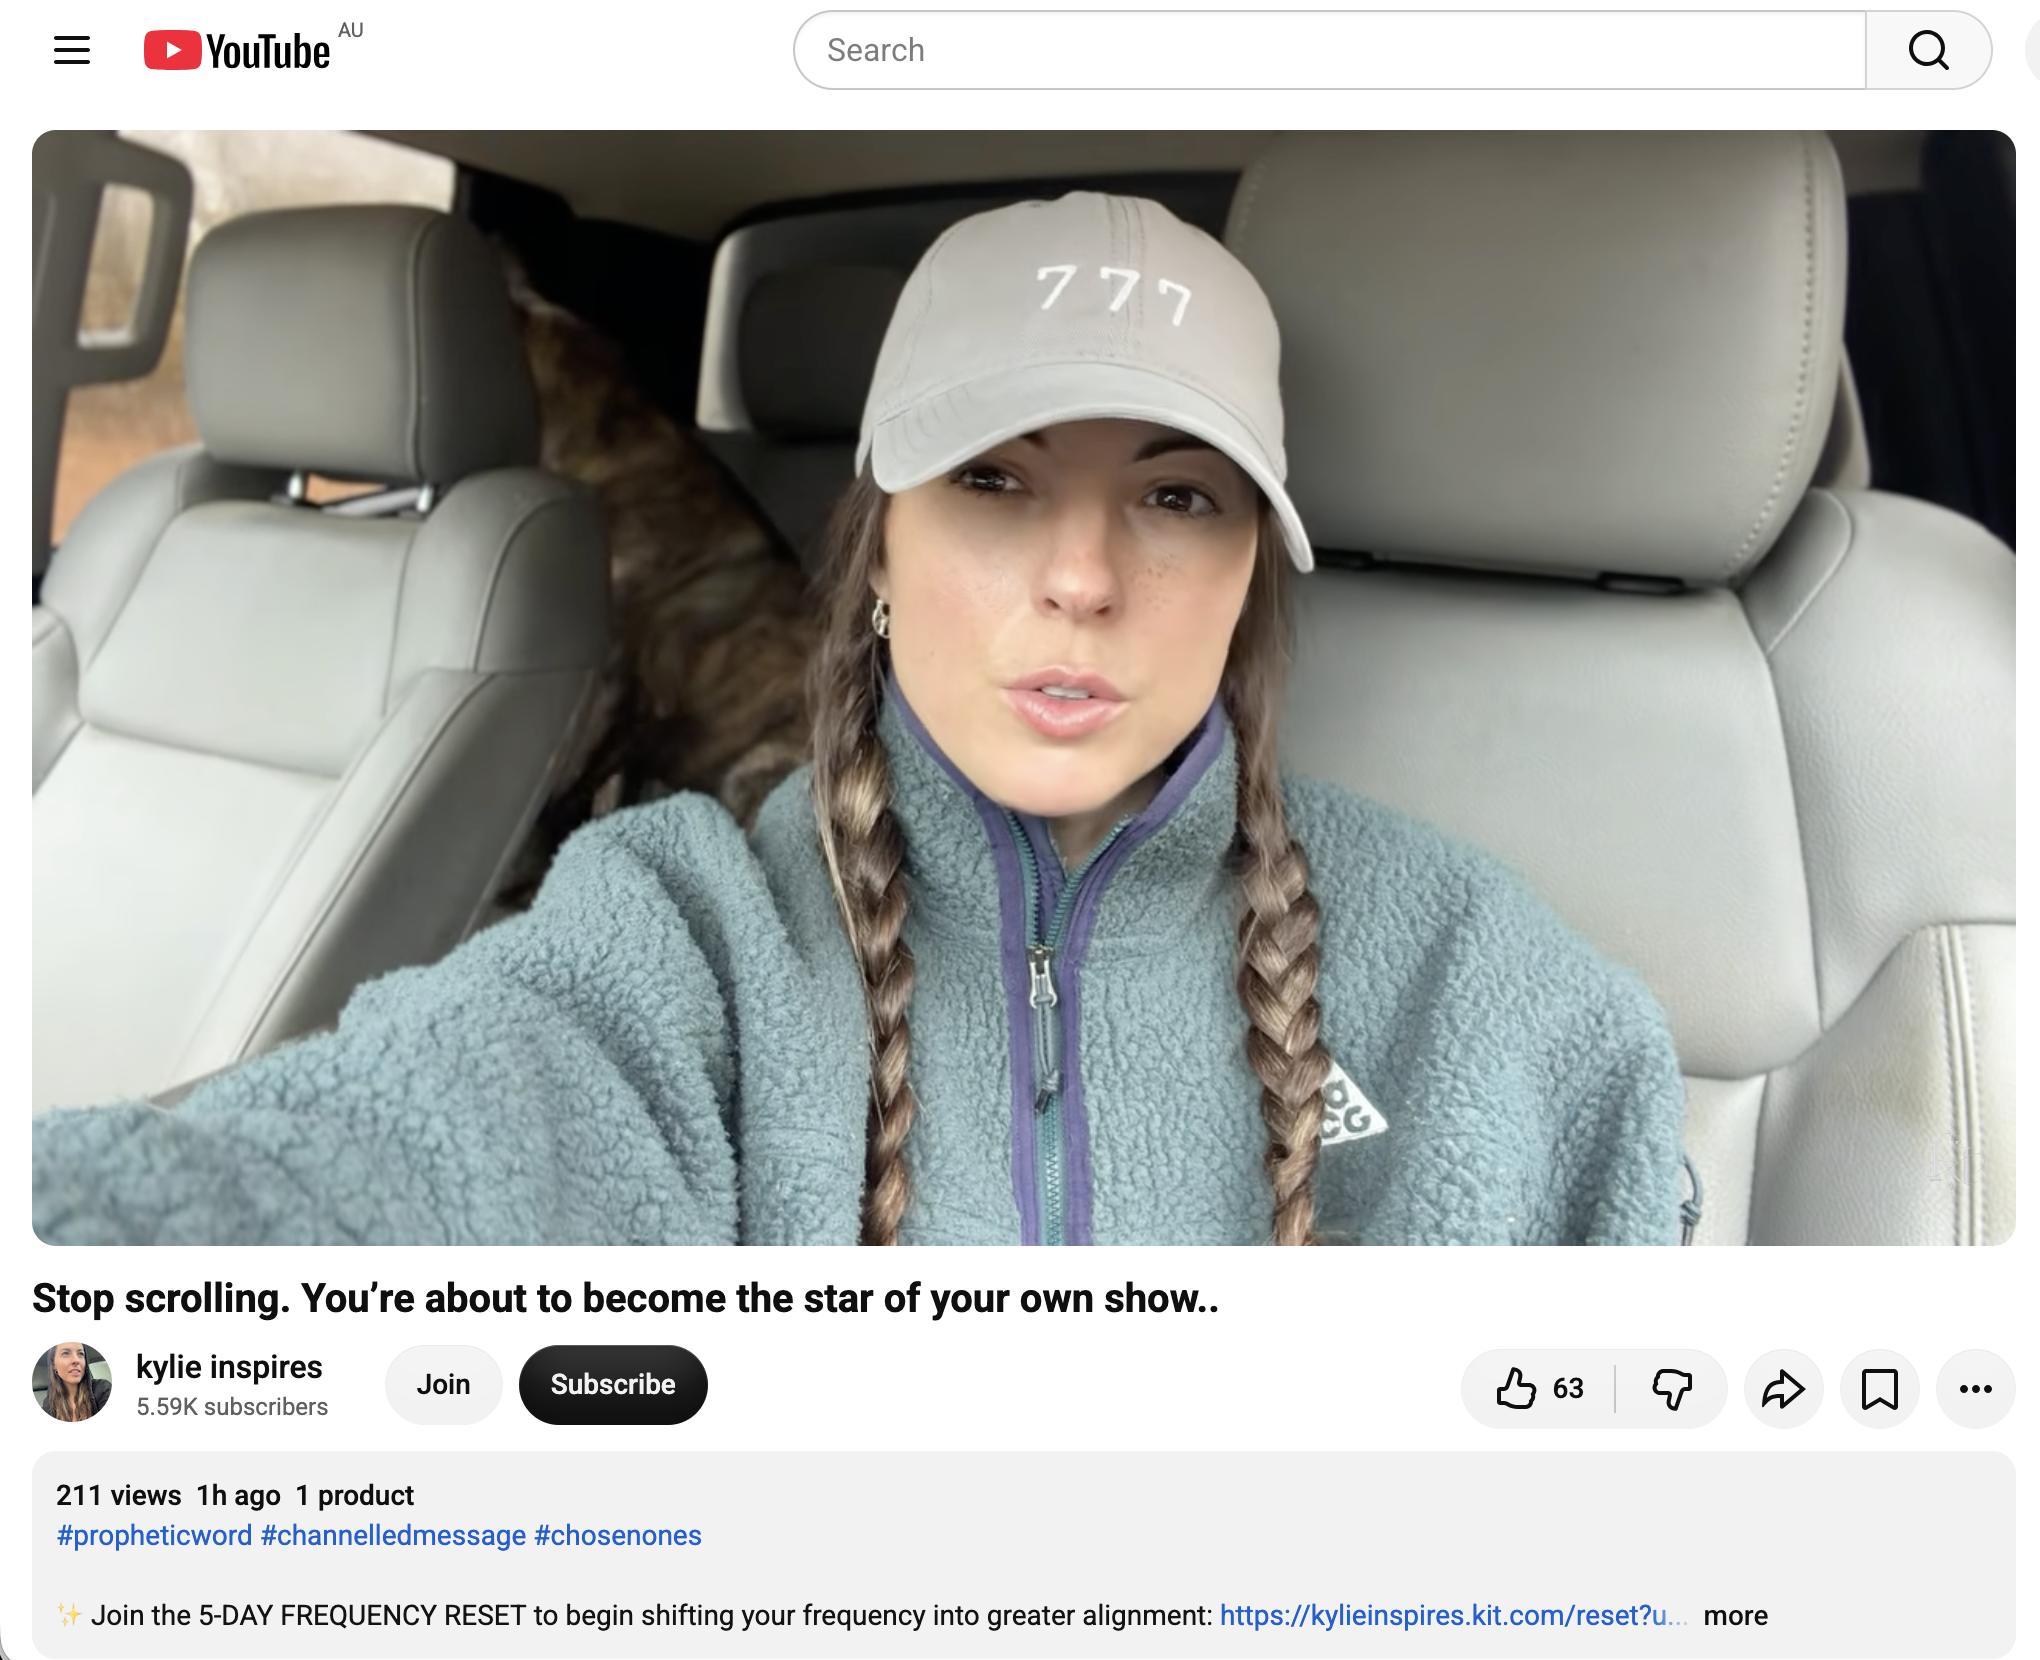 YouTube AU
Search
777
CG
Stop scrolling. You’re about to become the star of your own show..
kylie inspires
5.59K subscribers
Join
Subscribe
63
211 views 1h ago 1 product
#propheticword #channelledmessage #chosenones
✨ Join the 5-DAY FREQUENCY RESET to begin shifting your frequency into greater alignment: https://kylieinspires.kit.com/reset?u... more